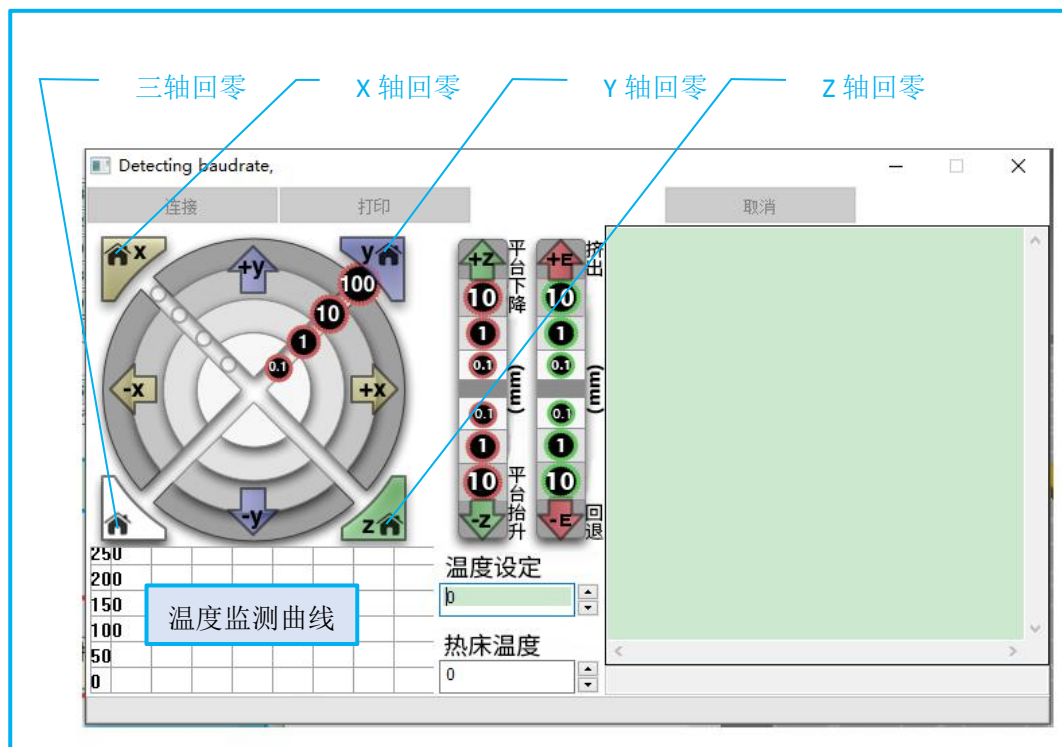 三轴回零 X 轴回零 Y 轴回零 Z 轴回零
Detecting baudrate,
连接 打印 取消
x y
+y
100
10
1
0.1
-x +x
-y
z
+Z 平台下降
10
1
0.1
(mm)
0.1
1
10
-Z 平台抬升
+E 挤出
10
1
0.1
(mm)
0.1
1
10
-E 回退
250
200
150
100
50
0
温度监测曲线
温度设定
0
热床温度
0